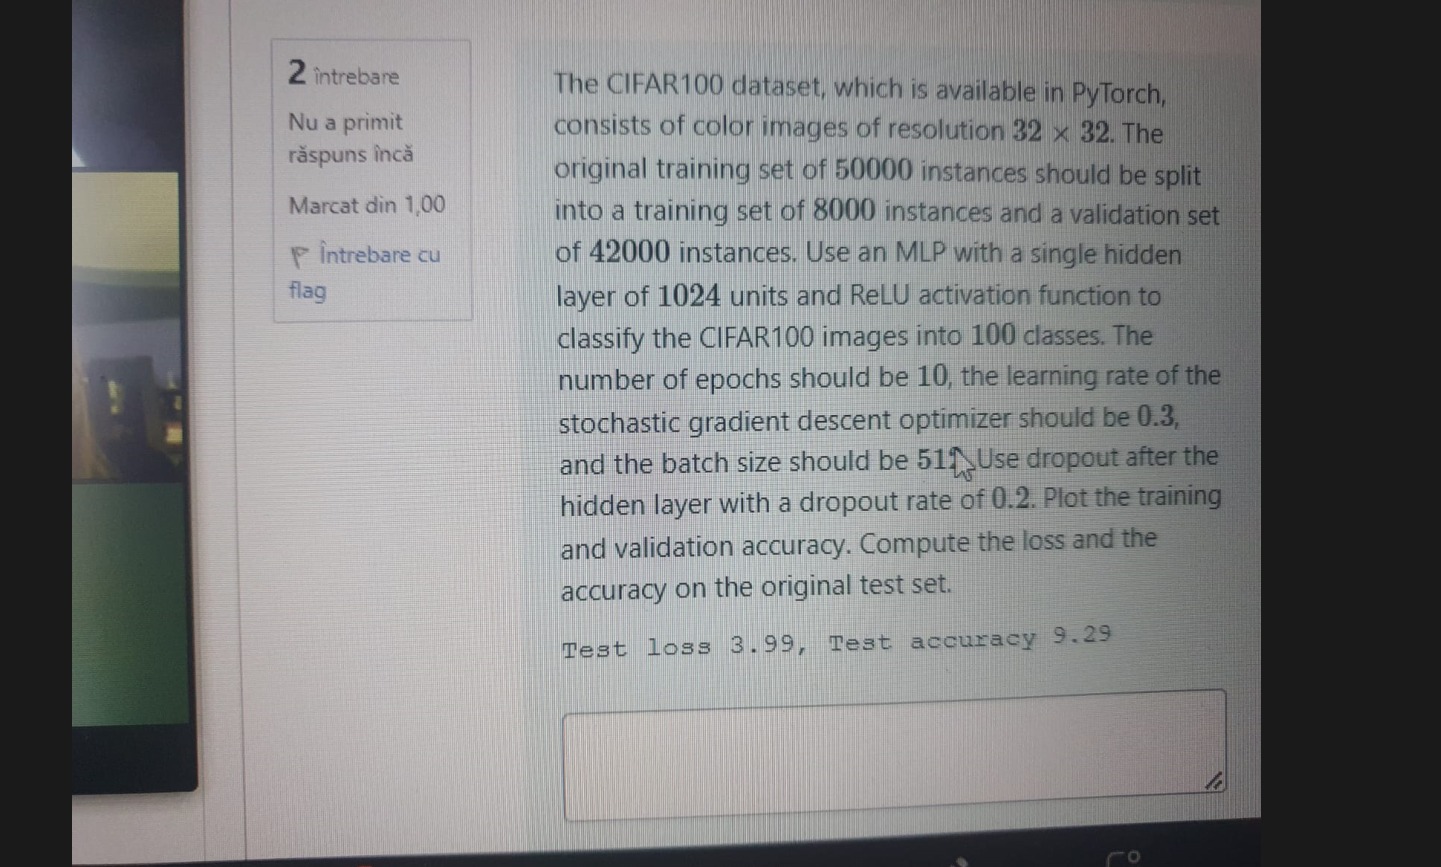 2 întrebare
Nu a primit
răspuns încă
Marcat din 1,00
Întrebare cu
flag
The CIFAR100 dataset, which is available in PyTorch,
consists of color images of resolution 32 × 32. The
original training set of 50000 instances should be split
into a training set of 8000 instances and a validation set
of 42000 instances. Use an MLP with a single hidden
layer of 1024 units and ReLU activation function to
classify the CIFAR100 images into 100 classes. The
number of epochs should be 10, the learning rate of the
stochastic gradient descent optimizer should be 0.3,
and the batch size should be Use dropout after the
hidden layer with a dropout rate of 0.2. Plot the training
and validation accuracy. Compute the loss and the
accuracy on the original test set.
Test loss 3.99, Test accuracy 9.29